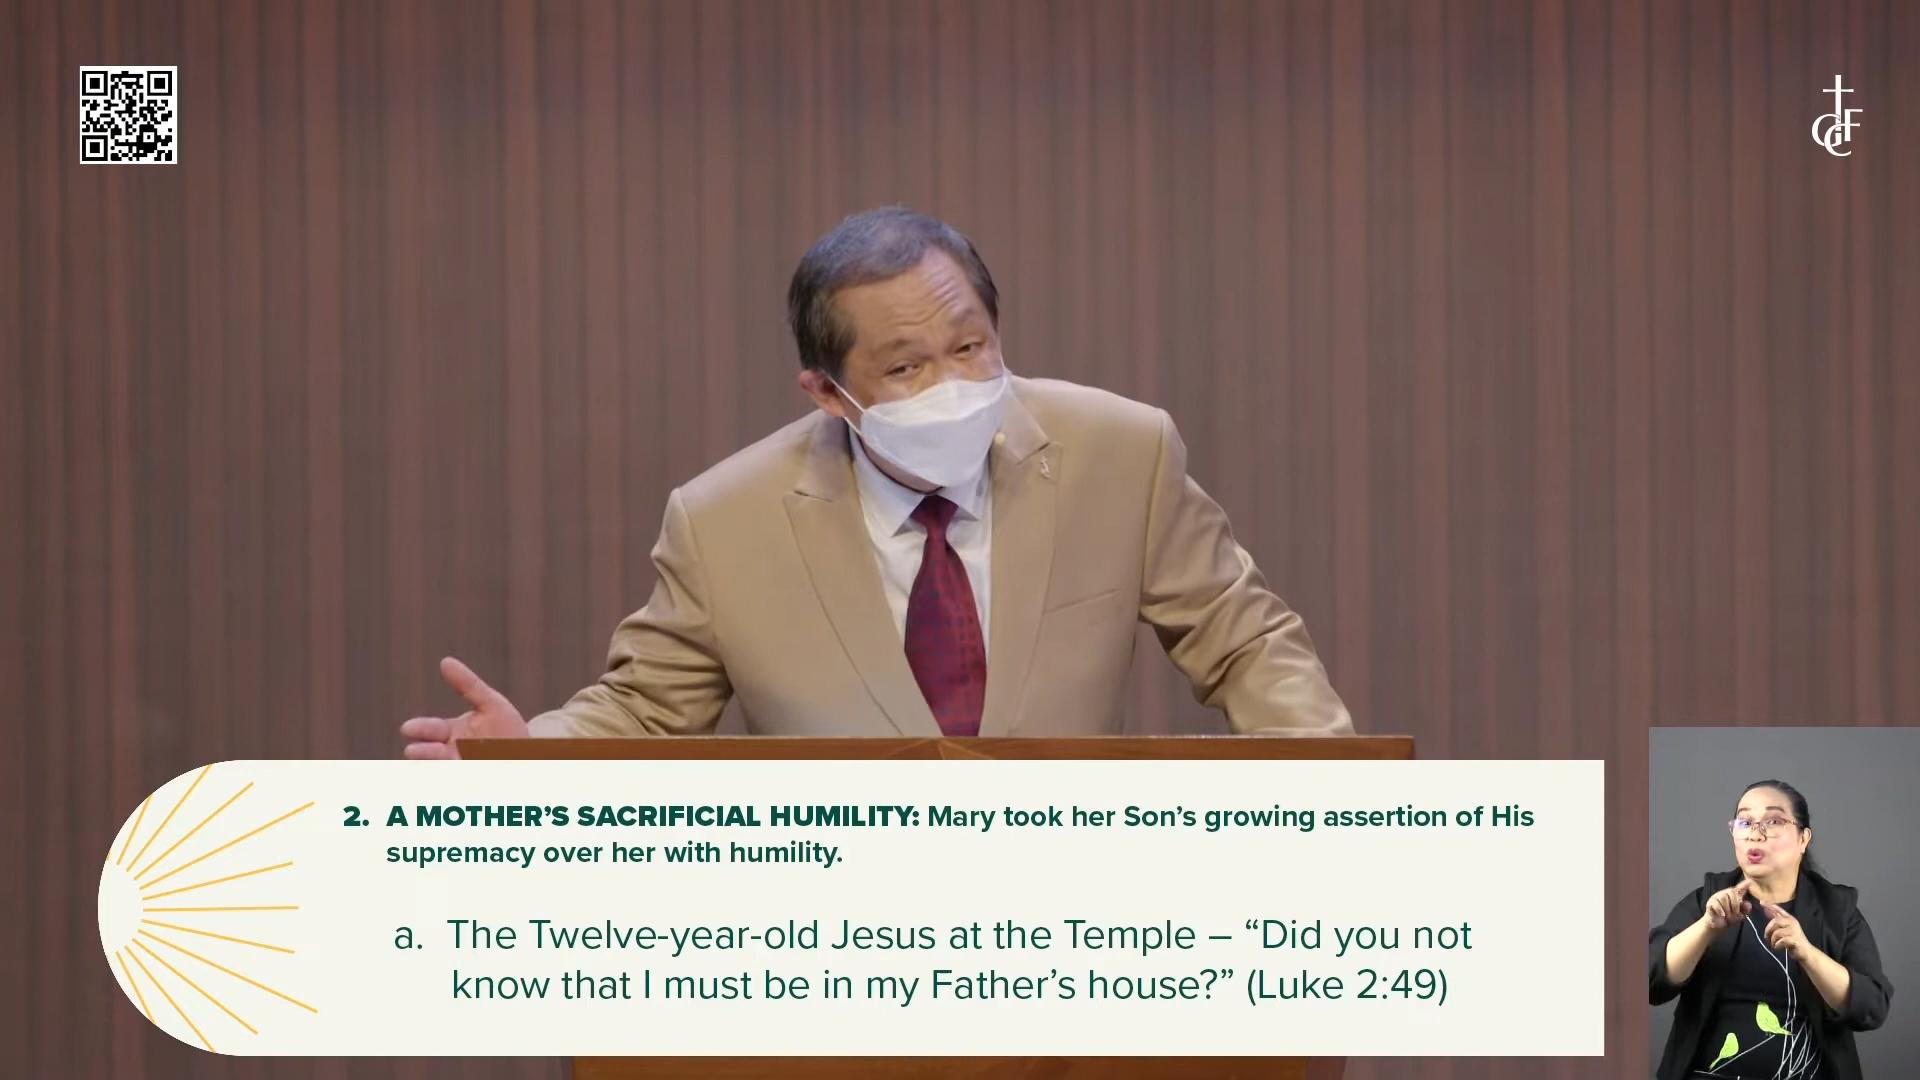 GCF
2. A MOTHER’S SACRIFICIAL HUMILITY: Mary took her Son’s growing assertion of His
supremacy over her with humility.
a. The Twelve-year-old Jesus at the Temple – “Did you not
know that I must be in my Father’s house?” (Luke 2:49)